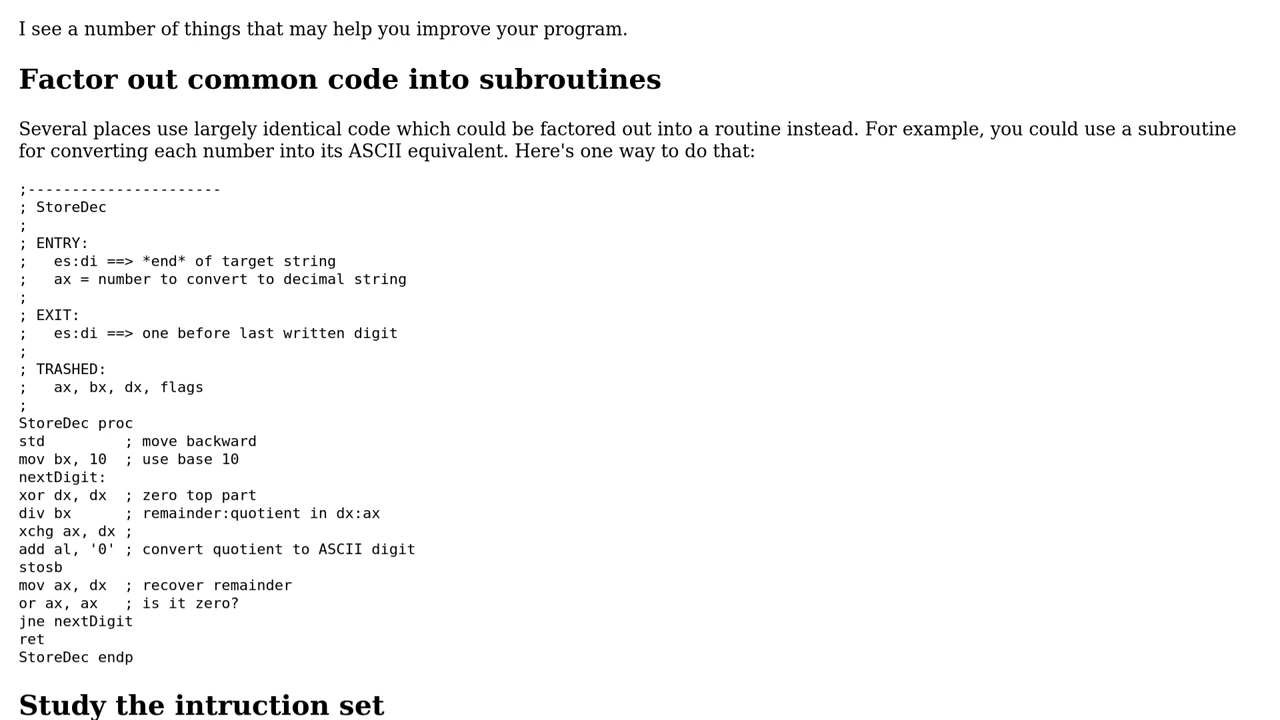 I see a number of things that may help you improve your program.
Factor out common code into subroutines
Several places use largely identical code which could be factored out into a routine instead. For example, you could use a subroutine
for converting each number into its ASCII equivalent. Here's one way to do that:
;----------------------
; StoreDec
;
; ENTRY:
;   es:di ==> *end* of target string
;   ax = number to convert to decimal string
;
; EXIT:
;   es:di ==> one before last written digit
;
; TRASHED:
;   ax, bx, dx, flags
;
StoreDec proc
std         ; move backward
mov bx, 10  ; use base 10
nextDigit:
xor dx, dx  ; zero top part
div bx      ; remainder:quotient in dx:ax
xchg ax, dx ;
add al, '0' ; convert quotient to ASCII digit
stosb
mov ax, dx  ; recover remainder
or ax, ax   ; is it zero?
jne nextDigit
ret
StoreDec endp
Study the intruction set